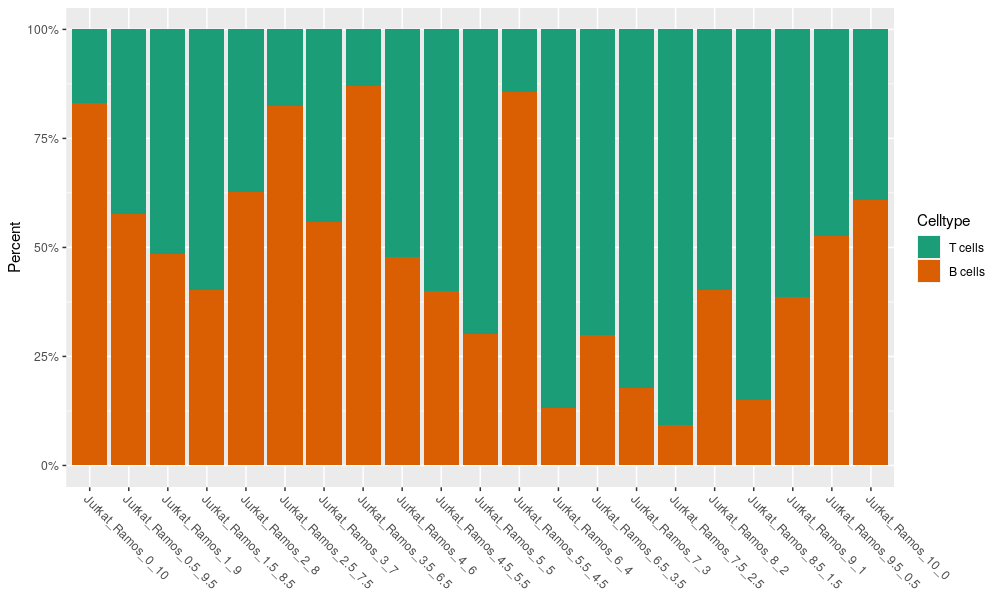 100%
75%
50%
25%
0%
Percent
Jurkat_Ramos_0_10
Jurkat_Ramos_0.5_9.5
Jurkat_Ramos_1_9
Jurkat_Ramos_1.5_8.5
Jurkat_Ramos_2_8
Jurkat_Ramos_2.5_7.5
Jurkat_Ramos_3_7
Jurkat_Ramos_3.5_6.5
Jurkat_Ramos_4_6
Jurkat_Ramos_4.5_5.5
Jurkat_Ramos_5_5
Jurkat_Ramos_5.5_4.5
Jurkat_Ramos_6_4
Jurkat_Ramos_6.5_3.5
Jurkat_Ramos_7_3
Jurkat_Ramos_7.5_2.5
Jurkat_Ramos_8_2
Jurkat_Ramos_8.5_1.5
Jurkat_Ramos_9_1
Jurkat_Ramos_9.5_0.5
Jurkat_Ramos_10_0
Celltype
T cells
B cells